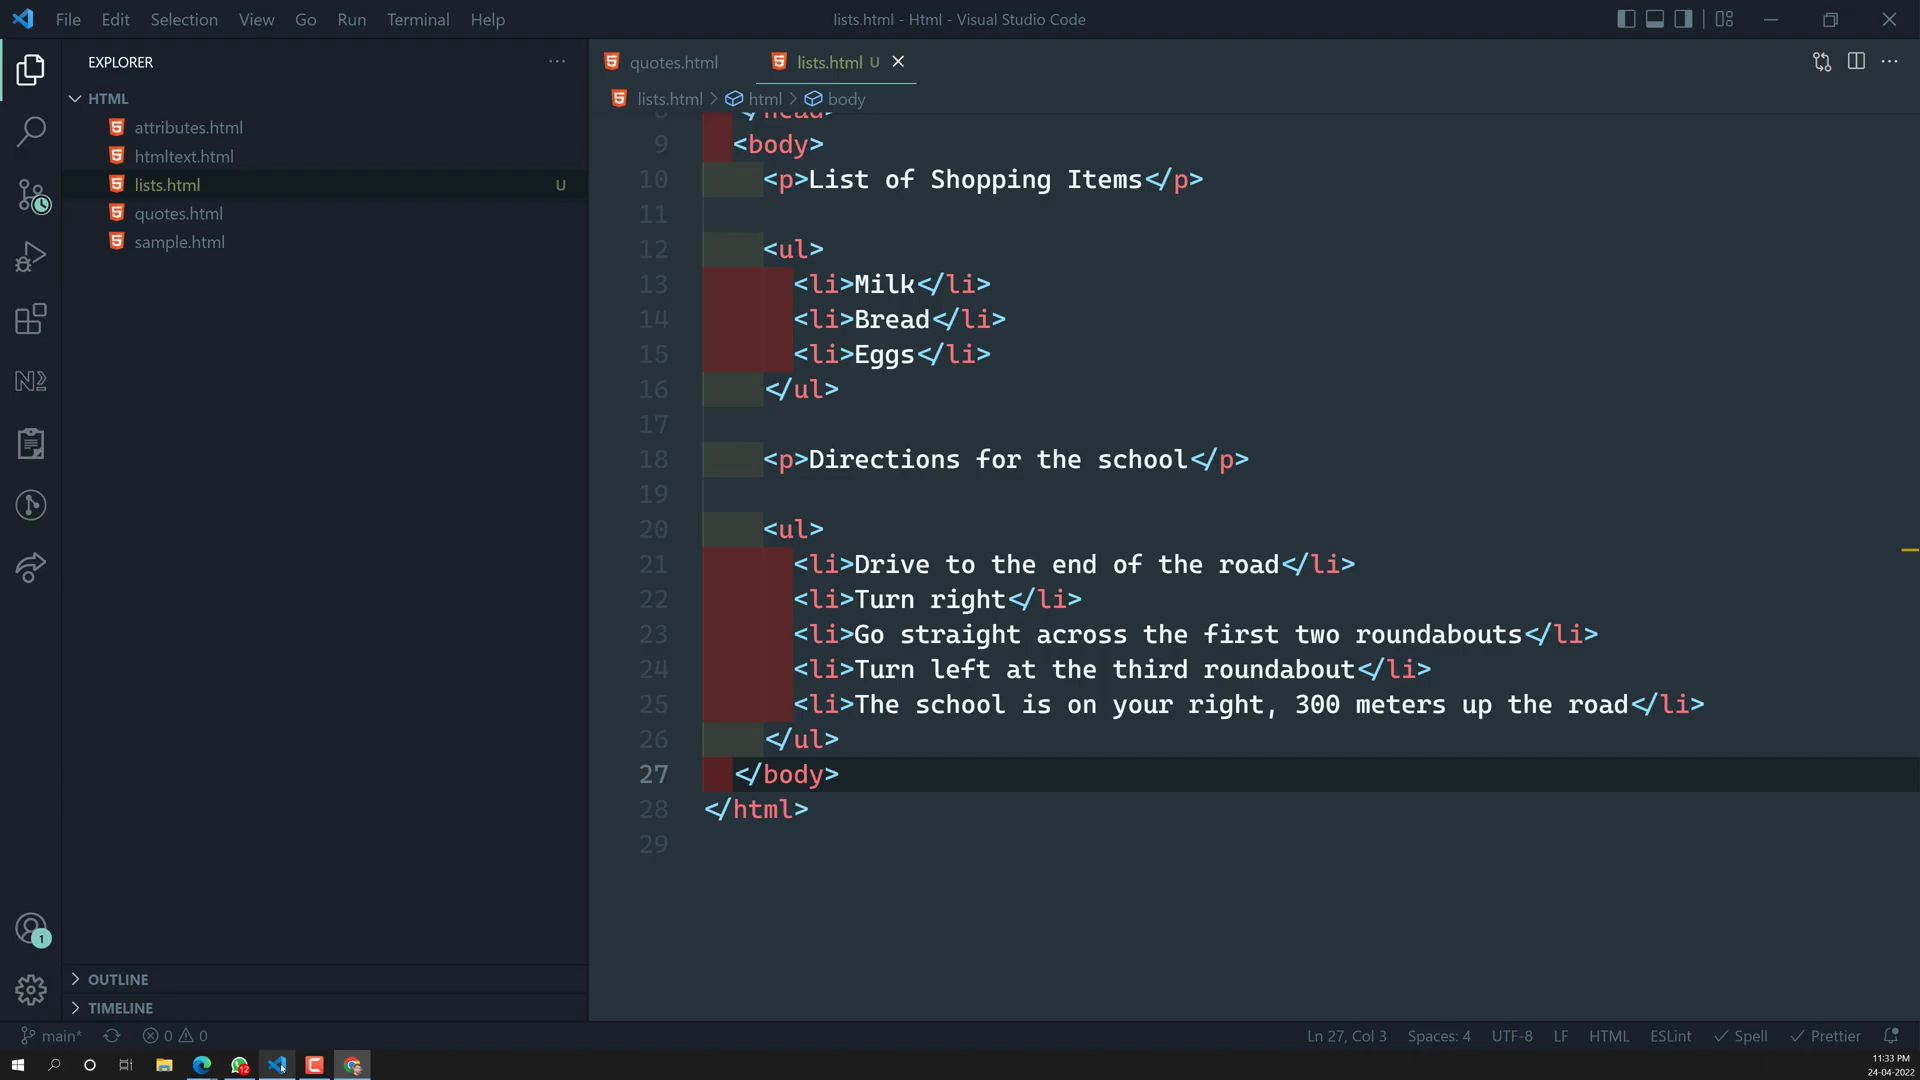 File Edit Selection View Go Run Terminal Help
lists.html - Html - Visual Studio Code
EXPLORER
HTML
attributes.html
htmltext.html
lists.html U
quotes.html
sample.html
OUTLINE
TIMELINE
quotes.html lists.html U
lists.html > html > body
8 </head>
9 <body>
10 <p>List of Shopping Items</p>
11
12 <ul>
13 <li>Milk</li>
14 <li>Bread</li>
15 <li>Eggs</li>
16 </ul>
17
18 <p>Directions for the school</p>
19
20 <ul>
21 <li>Drive to the end of the road</li>
22 <li>Turn right</li>
23 <li>Go straight across the first two roundabouts</li>
24 <li>Turn left at the third roundabout</li>
25 <li>The school is on your right, 300 meters up the road</li>
26 </ul>
27 </body>
28 </html>
29
1
main* 0 0
Ln 27, Col 3 Spaces: 4 UTF-8 LF HTML ESLint Spell Prettier
12
11:33 PM
24-04-2022